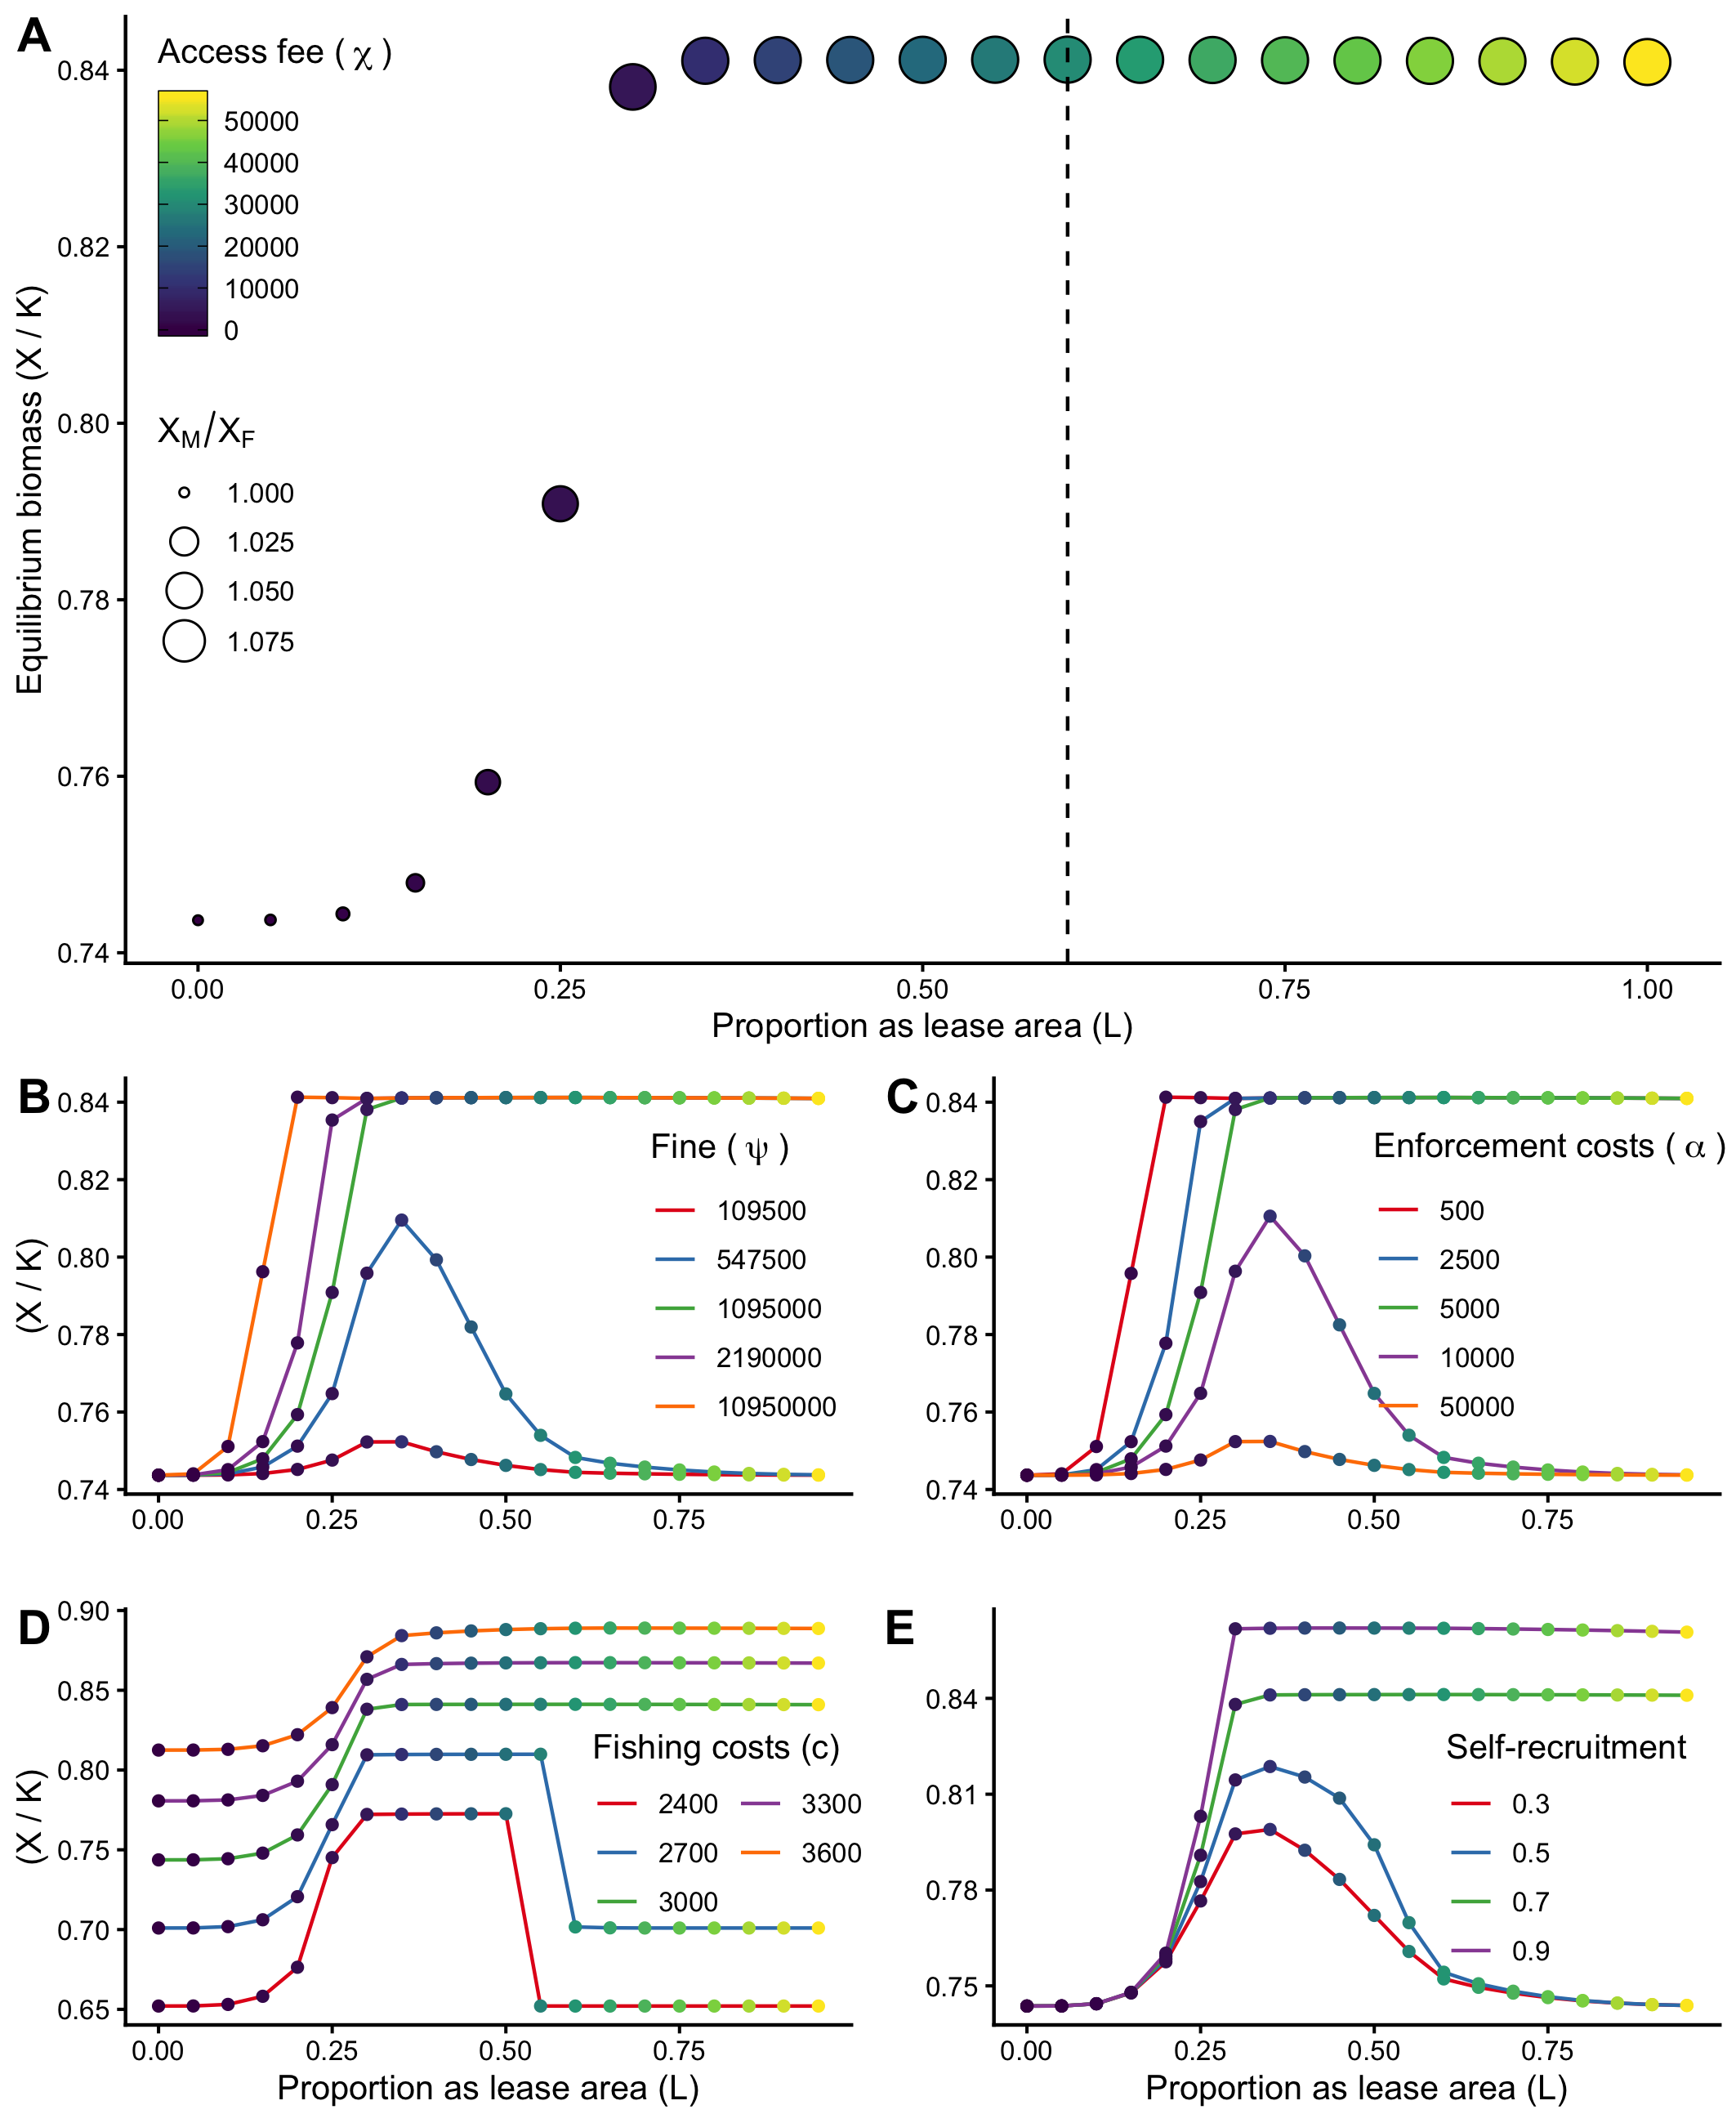 A
Access fee ( χ )
50000
40000
30000
20000
10000
0
X_M/X_F
1.000
1.025
1.050
1.075
Equilibrium biomass (X / K)
0.84
0.82
0.80
0.78
0.76
0.74
0.00 0.25 0.50 0.75 1.00
Proportion as lease area (L)
B
(X / K)
0.84
0.82
0.80
0.78
0.76
0.74
Fine ( ψ )
109500
547500
1095000
2190000
10950000
0.00 0.25 0.50 0.75
C
0.84
0.82
0.80
0.78
0.76
0.74
Enforcement costs ( α )
500
2500
5000
10000
50000
0.00 0.25 0.50 0.75
D
(X / K)
0.90
0.85
0.80
0.75
0.70
0.65
Fishing costs (c)
2400 3300
2700 3600
3000
0.00 0.25 0.50 0.75
Proportion as lease area (L)
E
0.84
0.81
0.78
0.75
Self-recruitment
0.3
0.5
0.7
0.9
0.00 0.25 0.50 0.75
Proportion as lease area (L)